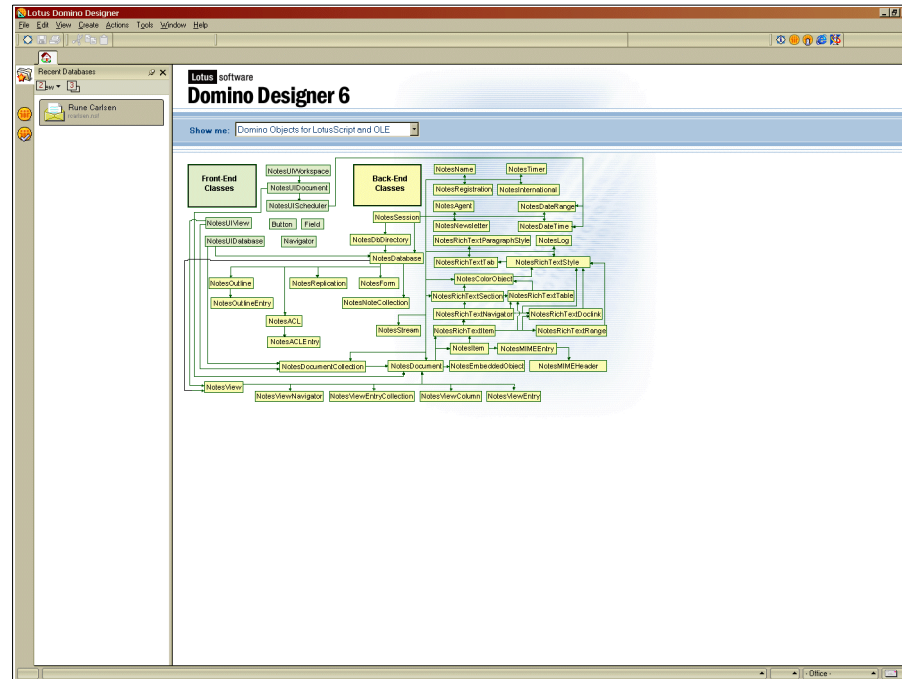 Lotus Domino Designer
File Edit View Create Actions Tools Window Help
Recent Databases
Rune Carlsen
Lotus software
Domino Designer 6
Show me: Domino Objects for LotusScript and OLE
Front-End
Classes
NotesUIWorkspace
NotesUIDocument
NotesUIScheduler
NotesUIView
Button
Field
NotesUIDatabase
Navigator
Back-End
Classes
NotesSession
NotesDbDirectory
NotesDatabase
NotesName
NotesTimer
NotesRegistration
NotesInternational
NotesAgent
NotesDateRange
NotesNewsletter
NotesDateTime
NotesRichTextParagraphStyle
NotesLog
NotesRichTextTab
NotesRichTextStyle
NotesOutline
NotesReplication
NotesForm
NotesColorObject
NotesOutlineEntry
NotesNoteCollection
NotesRichTextSection
NotesRichTextTable
NotesACL
NotesRichTextNavigator
NotesRichTextDoclink
NotesStream
NotesRichTextItem
NotesRichTextRange
NotesACLEntry
NotesItem
NotesMIMEEntry
NotesDocumentCollection
NotesDocument
NotesEmbeddedObject
NotesMIMEHeader
NotesView
NotesViewNavigator
NotesViewEntryCollection
NotesViewColumn
NotesViewEntry
Office